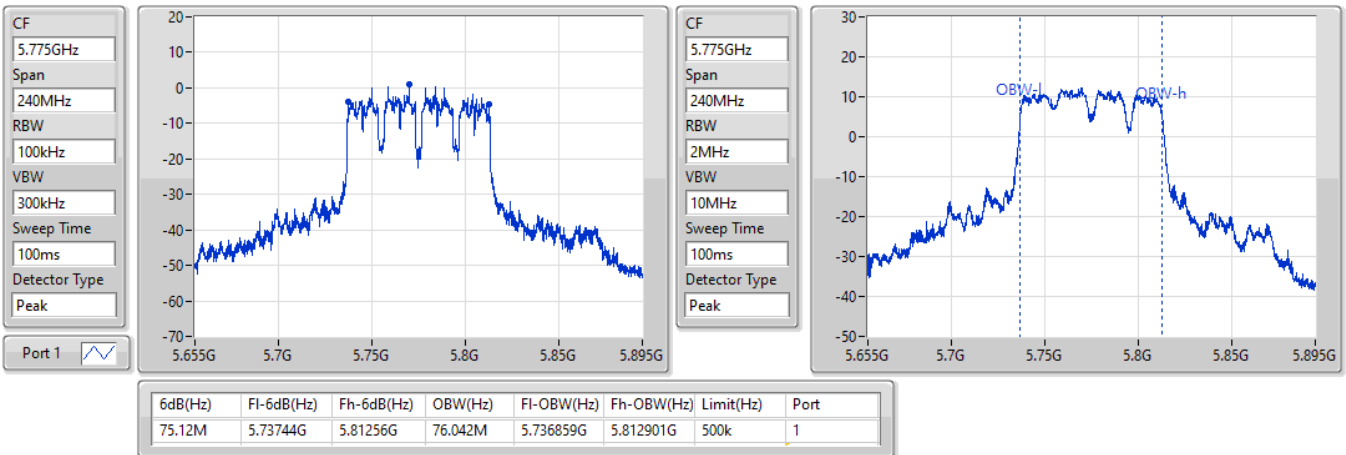 CF
5.775GHz
Span
240MHz
RBW
100kHz
VBW
300kHz
Sweep Time
100ms
Detector Type
Peak
Port 1
20
10
0
-10
-20
-30
-40
-50
-60
-70
5.655G 5.7G 5.75G 5.8G 5.85G 5.895G
CF
5.775GHz
Span
240MHz
RBW
2MHz
VBW
10MHz
Sweep Time
100ms
Detector Type
Peak
30
20
10
0
-10
-20
-30
-40
-50
OBW-l OBW-h
5.655G 5.7G 5.75G 5.8G 5.85G 5.895G
6dB(Hz) Fl-6dB(Hz) Fh-6dB(Hz) OBW(Hz) Fl-OBW(Hz) Fh-OBW(Hz) Limit(Hz) Port
75.12M 5.73744G 5.81256G 76.042M 5.736859G 5.812901G 500k 1